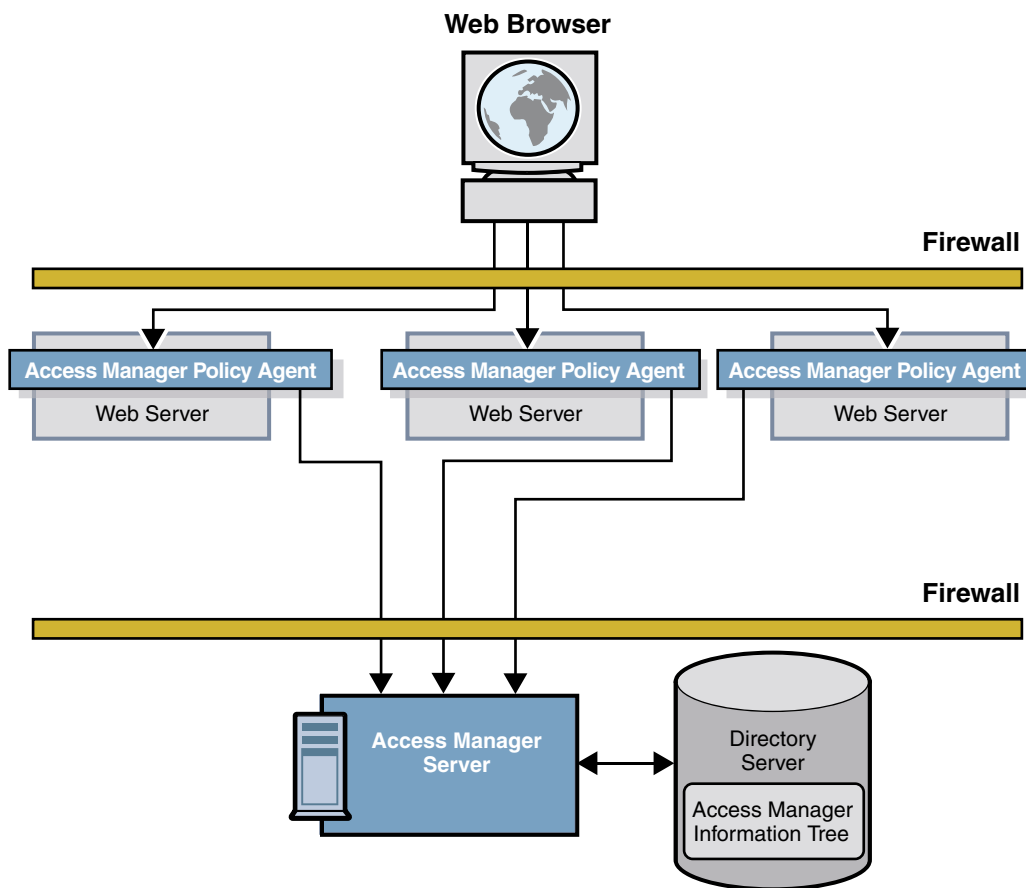 Web Browser
Firewall
Access Manager Policy Agent
Web Server
Access Manager Policy Agent
Web Server
Access Manager Policy Agent
Web Server
Firewall
Access Manager
Server
Directory
Server
Access Manager
Information Tree